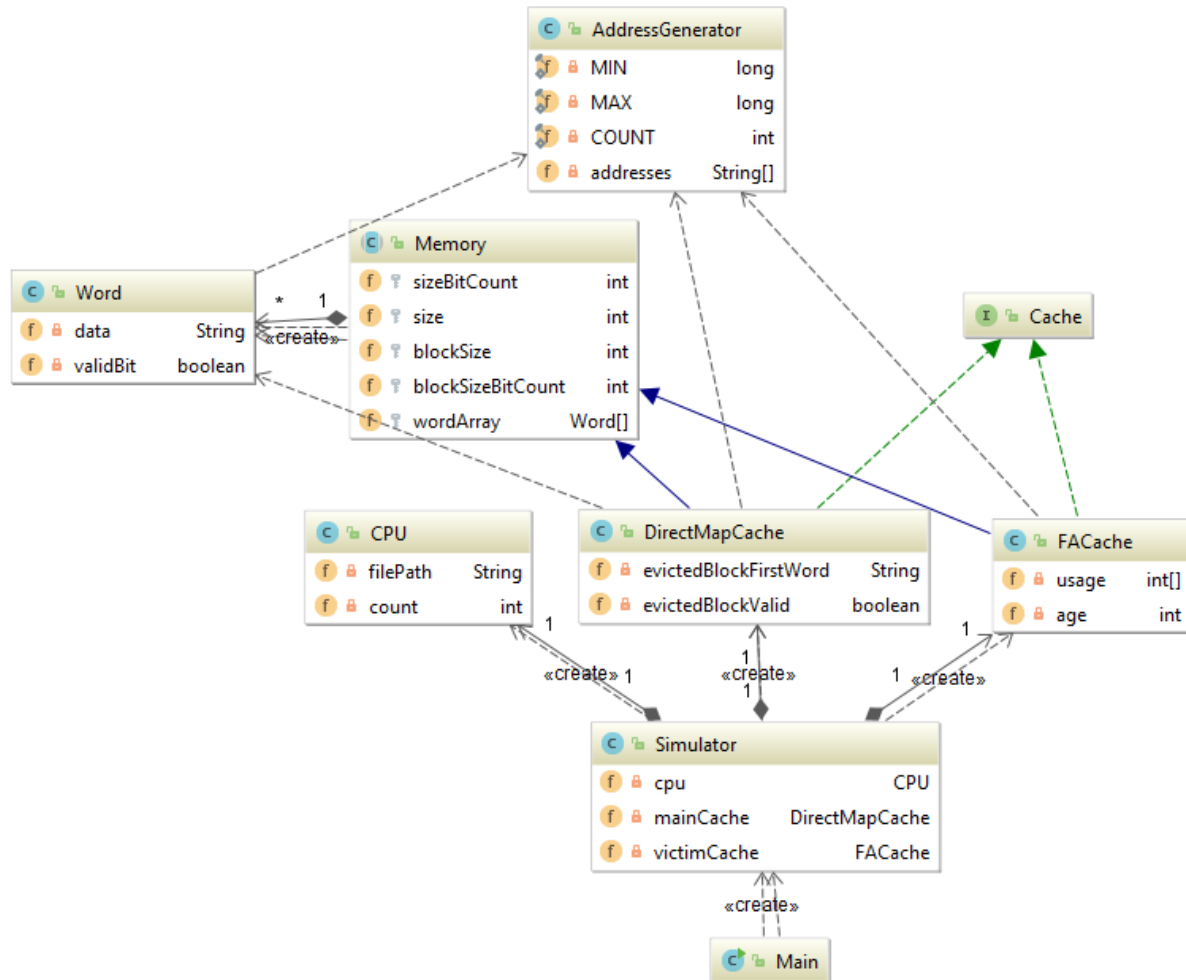 AddressGenerator
MIN long
MAX long
COUNT int
addresses String[]
Memory
sizeBitCount int
size int
blockSize int
blockSizeBitCount int
wordArray Word[]
Word
data String
validBit boolean
* 1
«create»
Cache
CPU
filePath String
count int
DirectMapCache
evictedBlockFirstWord String
evictedBlockValid boolean
FACache
usage int[]
age int
1
«create» 1
1
«create»
1
1
1 «create»
Simulator
cpu CPU
mainCache DirectMapCache
victimCache FACache
«create»
Main